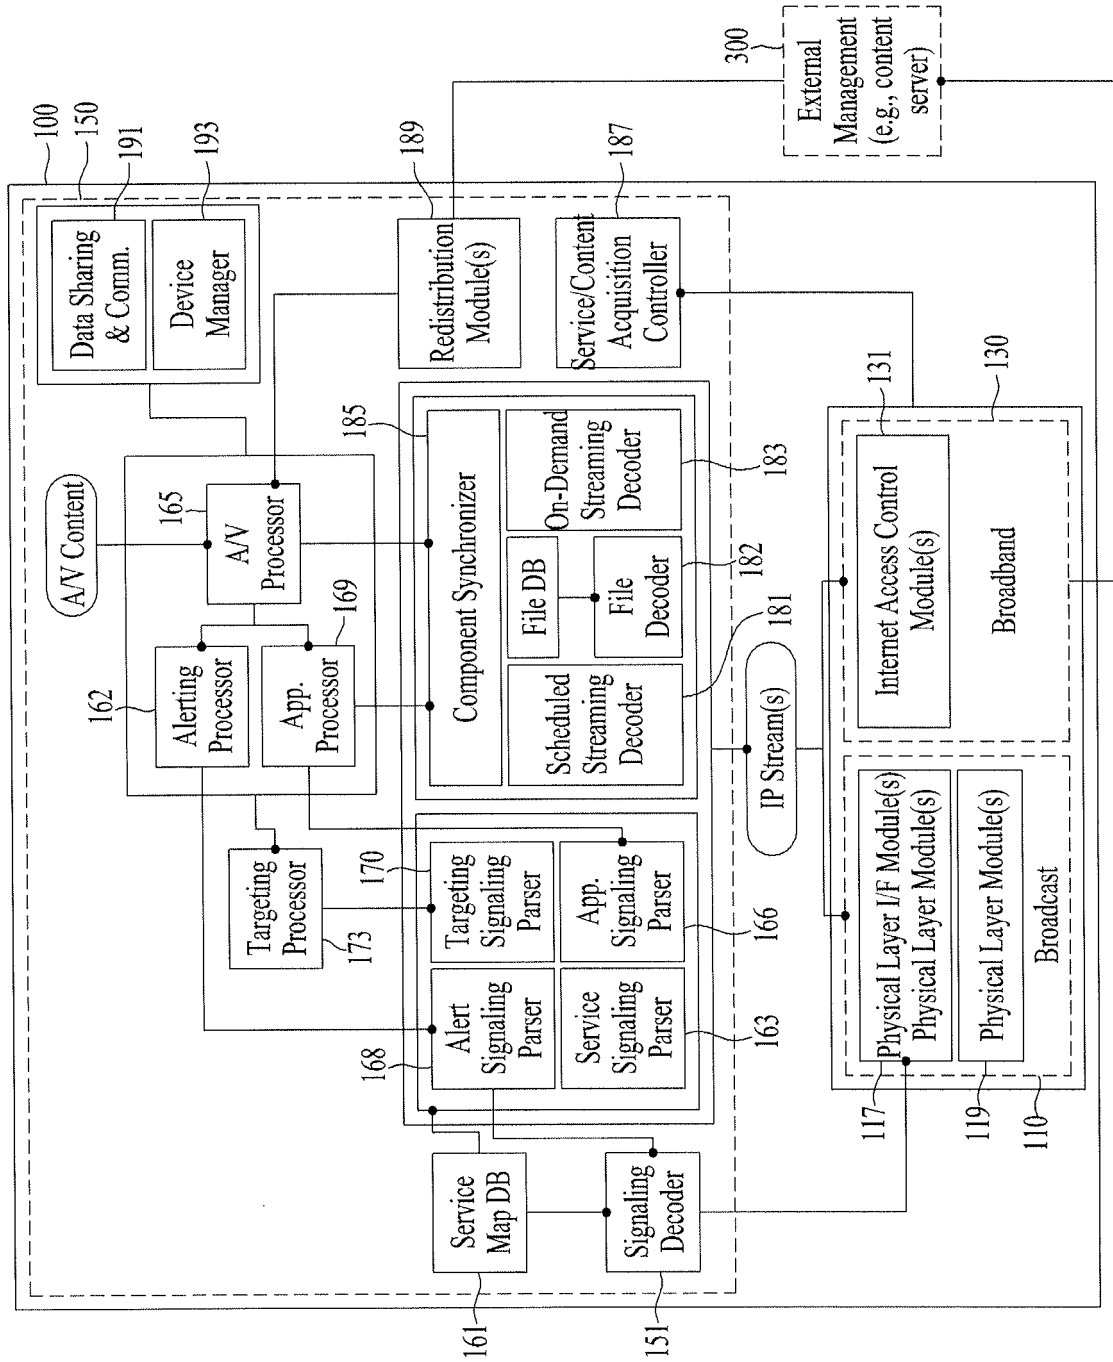 100
150
191
193
Data Sharing
& Comm.
Device
Manager
A/V Content
165
A/V
Processor
162
Alerting
Processor
169
App.
Processor
Targeting
Processor
173
189
Redistribution
Module(s)
187
Service/Content
Acquisition
Controller
300
External
Management
(e.g., content
server)
185
Component Synchronizer
Scheduled
Streaming
Decoder
181
File DB
File
Decoder
182
On-Demand
Streaming
Decoder
183
170
Targeting
Signaling
Parser
168
Alert
Signaling
Parser
App.
Signaling
Parser
166
Service
Signaling
Parser
163
Service
Map DB
161
Signaling
Decoder
151
IP Stream(s)
131
130
Internet Access Control
Module(s)
Broadband
Physical Layer I/F Module(s)
Physical Layer Module(s)
117
Physical Layer Module(s)
119
Broadcast
110